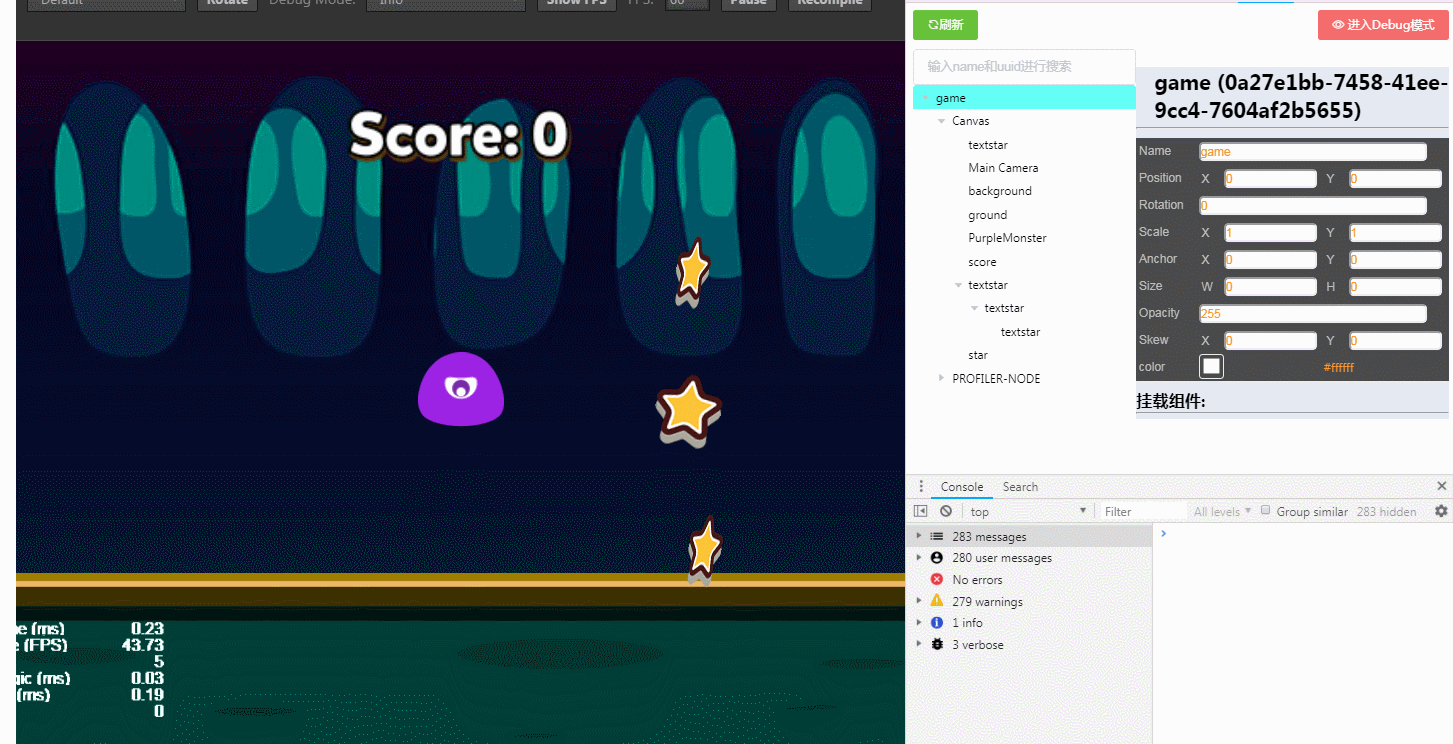 Default
Rotate
Debug Mode:
Info
Show FPS
FPS:
60
Pause
Recompile
Score: 0
e (ms) 0.23
e (FPS) 43.73
5
gic (ms) 0.03
(ms) 0.19
0
刷新
进入Debug模式
输入name和uuid进行搜索
game
Canvas
textstar
Main Camera
background
ground
PurpleMonster
score
textstar
textstar
textstar
star
PROFILER-NODE
game (0a27e1bb-7458-41ee-
9cc4-7604af2b5655)
Name game
Position X 0 Y 0
Rotation 0
Scale X 1 Y 1
Anchor X 0 Y 0
Size W 0 H 0
Opacity 255
Skew X 0 Y 0
color #ffffff
挂载组件:
Console Search
top Filter All levels Group similar 283 hidden
283 messages
280 user messages
No errors
279 warnings
1 info
3 verbose